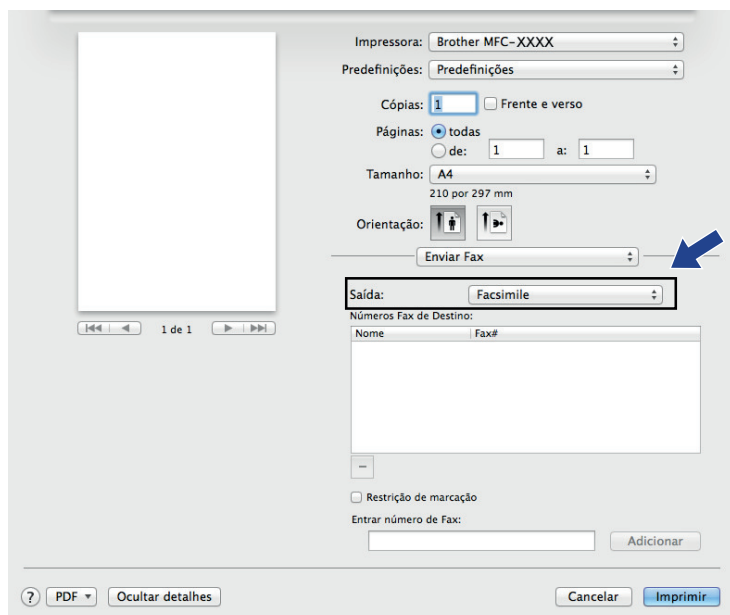 Impressora: Brother MFC-XXXX
Predefinições: Predefinições
Cópias: 1 Frente e verso
Páginas: todas
de: 1 a: 1
Tamanho: A4
210 por 297 mm
Orientação:
Enviar Fax
Saída: Facsimile
Números Fax de Destino:
Nome Fax#
1 de 1
–
Restrição de marcação
Entrar número de Fax:
Adicionar
? PDF Ocultar detalhes Cancelar Imprimir